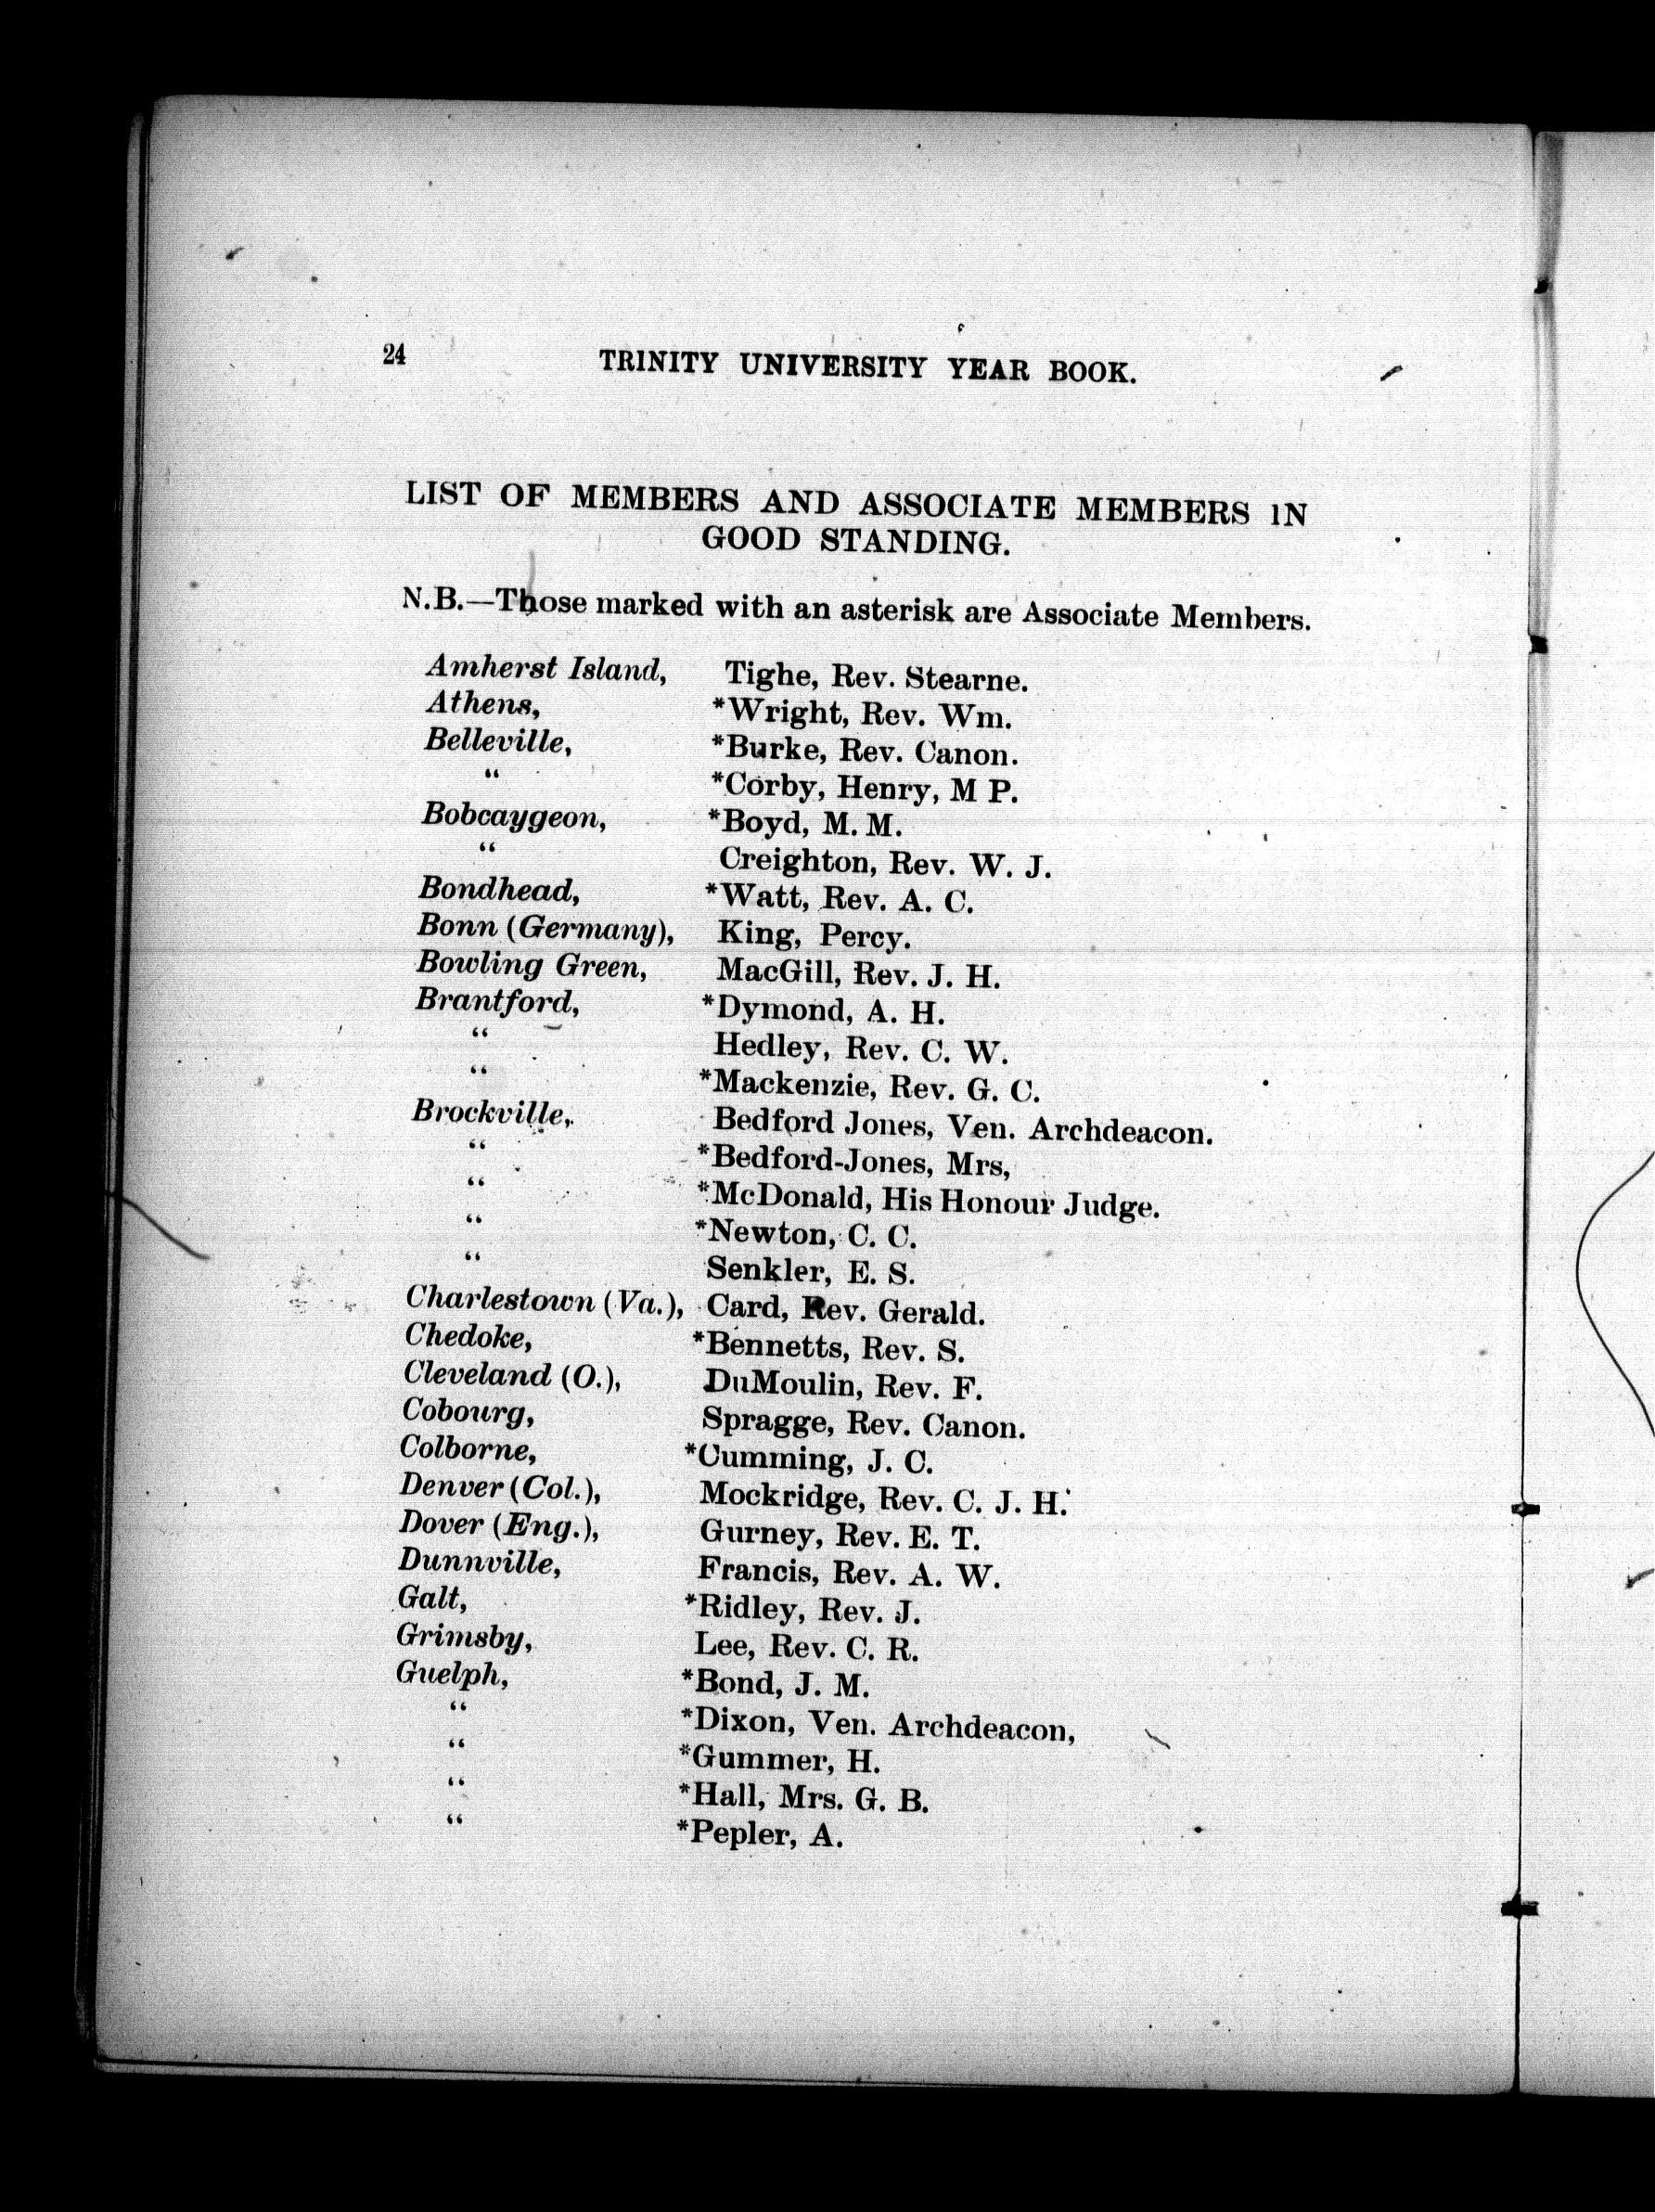 24 TRINITY UNIVERSITY YEAR BOOK.
LIST OF MEMBERS AND ASSOCIATE MEMBERS IN
GOOD STANDING.
N.B.—Those marked with an asterisk are Associate Members.
Amherst Island, Tighe, Rev. Stearne.
Athens, *Wright, Rev. Wm.
Belleville, *Burke, Rev. Canon.
“ *Corby, Henry, M P.
Bobcaygeon, *Boyd, M. M.
“ Creighton, Rev. W. J.
Bondhead, *Watt, Rev. A. C.
Bonn (Germany), King, Percy.
Bowling Green, MacGill, Rev. J. H.
Brantford, *Dymond, A. H.
“ Hedley, Rev. C. W.
“ *Mackenzie, Rev. G. C.
Brockville, Bedford Jones, Ven. Archdeacon.
“ *Bedford-Jones, Mrs,
“ *McDonald, His Honour Judge.
“ *Newton, C. C.
“ Senkler, E. S.
Charlestown (Va.), Card, Rev. Gerald.
Chedoke, *Bennetts, Rev. S.
Cleveland (O.), DuMoulin, Rev. F.
Cobourg, Spragge, Rev. Canon.
Colborne, *Cumming, J. C.
Denver (Col.), Mockridge, Rev. C. J. H.
Dover (Eng.), Gurney, Rev. E. T.
Dunnville, Francis, Rev. A. W.
Galt, *Ridley, Rev. J.
Grimsby, Lee, Rev. C. R.
Guelph, *Bond, J. M.
“ *Dixon, Ven. Archdeacon,
“ *Gummer, H.
“ *Hall, Mrs. G. B.
“ *Pepler, A.